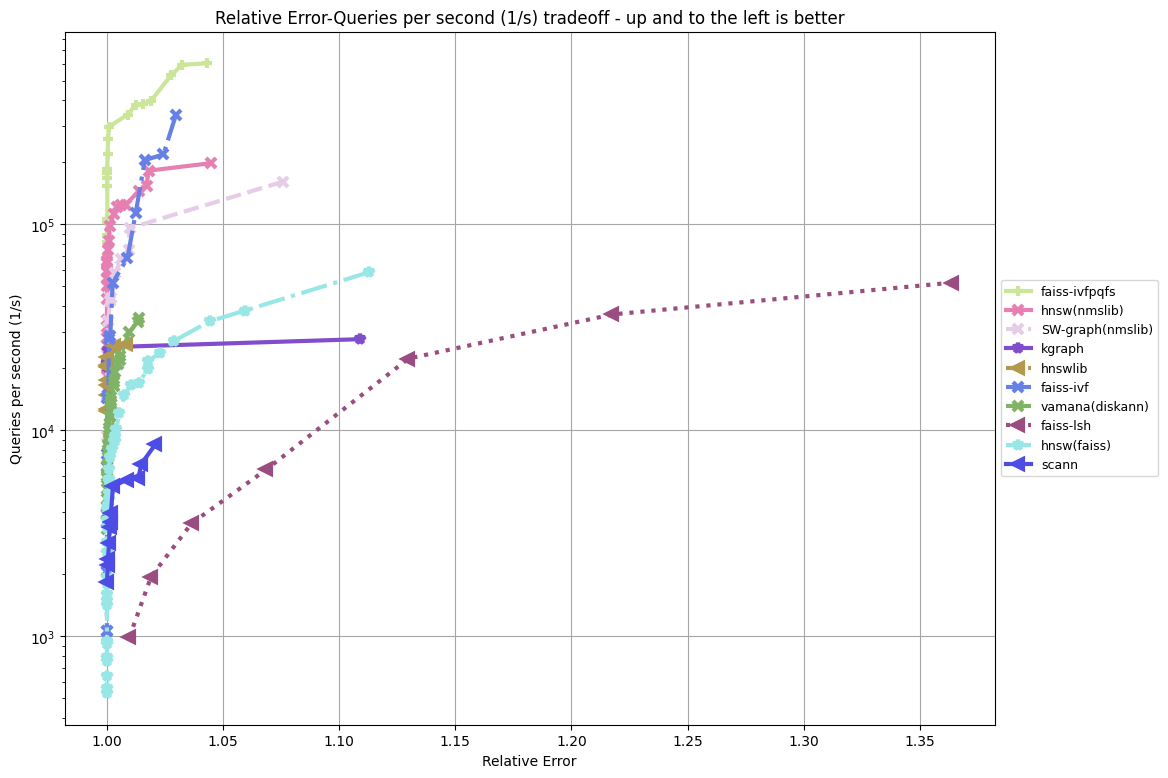 Relative Error-Queries per second (1/s) tradeoff - up and to the left is better
Queries per second (1/s)
10^5
10^4
10^3
1.00 1.05 1.10 1.15 1.20 1.25 1.30 1.35
Relative Error
faiss-ivfpqfs
hnsw(nmslib)
SW-graph(nmslib)
kgraph
hnswlib
faiss-ivf
vamana(diskann)
faiss-lsh
hnsw(faiss)
scann